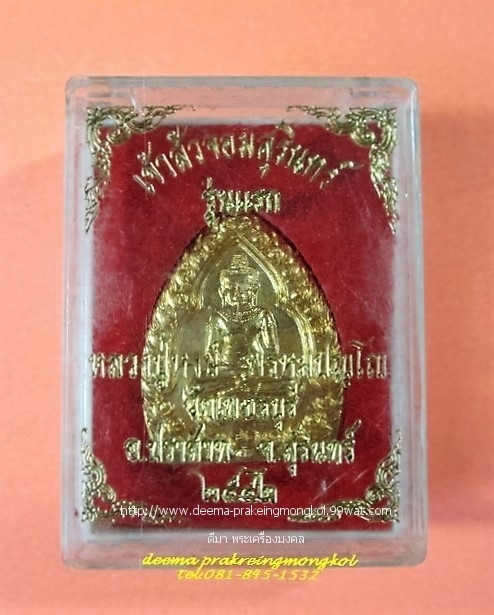 เจ้าสัวจอมสุรินทร์
รุ่นแรก
หลวงปู่หงษ์ พรหมปัญโญ
วัดเพชรบุรี
อ.ปราสาท จ.สุรินทร์
๒๕๔๒
http://www.deema-prakeingmongkol.99wat.com
ดีมา พระเครื่องมงคล
deema prakreingmongkol
tel:081-895-1532